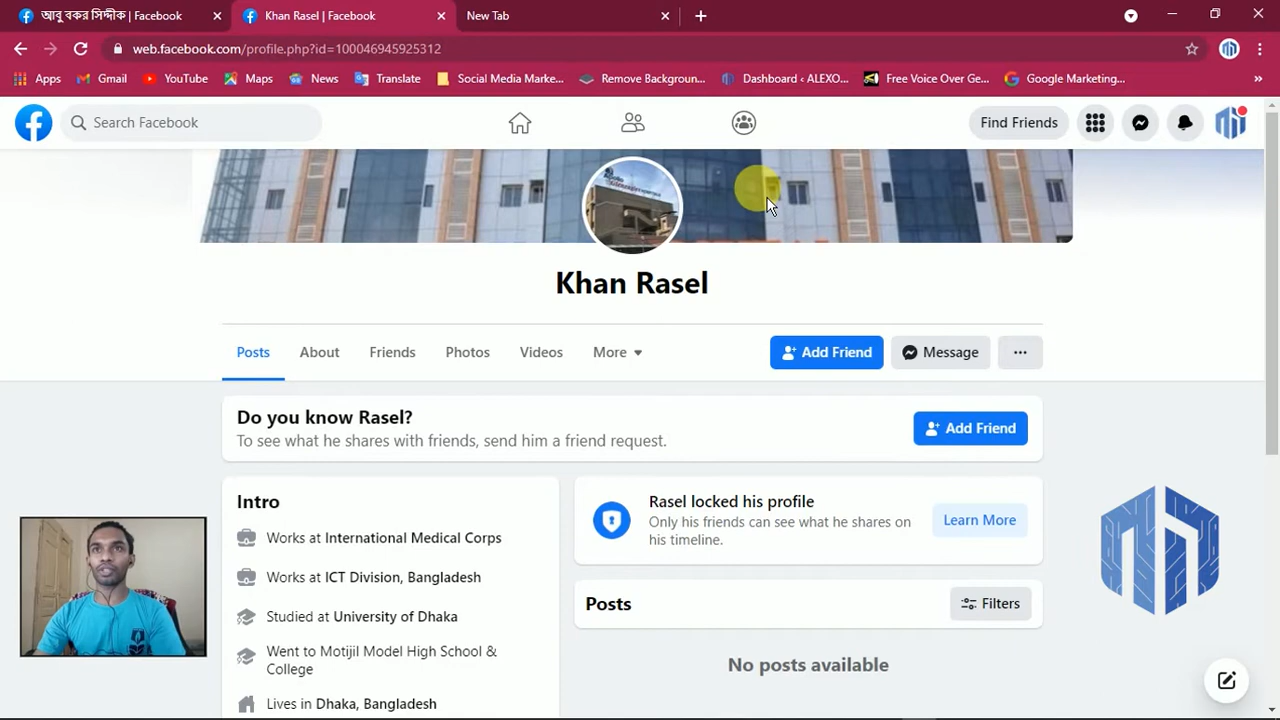 আবু বকর সিদ্দীক | Facebook
Khan Rasel | Facebook
New Tab
web.facebook.com/profile.php?id=100046945925312
Apps
Gmail
YouTube
Maps
News
Translate
Social Media Marke...
Remove Backgroun...
Dashboard ‹ ALEXO...
Free Voice Over Ge...
Google Marketing...
»
Search Facebook
Find Friends
Khan Rasel
Posts
About
Friends
Photos
Videos
More
Add Friend
Message
Do you know Rasel?
To see what he shares with friends, send him a friend request.
Add Friend
Intro
Works at International Medical Corps
Works at ICT Division, Bangladesh
Studied at University of Dhaka
Went to Motijil Model High School &
College
Lives in Dhaka, Bangladesh
Rasel locked his profile
Only his friends can see what he shares on
his timeline.
Learn More
Posts
Filters
No posts available